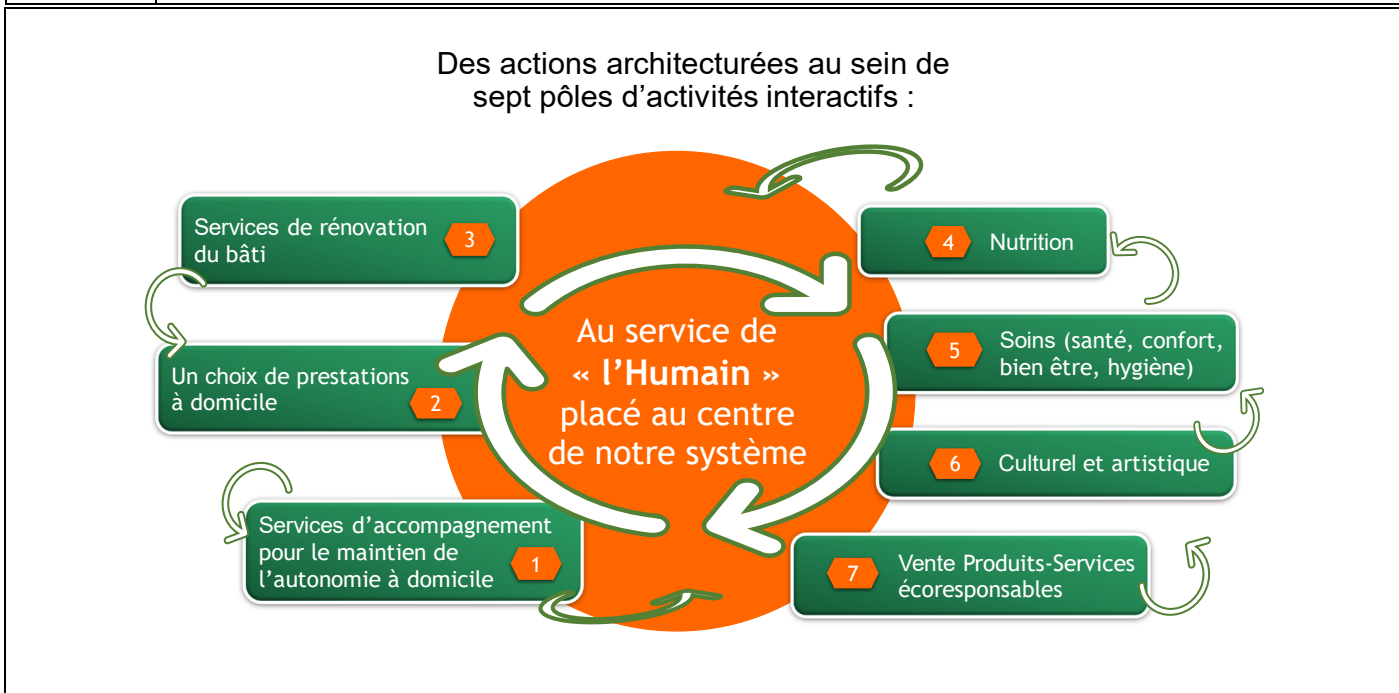 Des actions architecturées au sein de
sept pôles d'activités interactifs :
Services de rénovation
du bâti
3
Un choix de prestations
à domicile
2
Services d'accompagnement
pour le maintien de
l'autonomie à domicile
1
Au service de
« l'Humain »
placé au centre
de notre système
4
Nutrition
5
Soins (santé, confort,
bien être, hygiène)
6
Culturel et artistique
7
Vente Produits-Services
écoresponsables